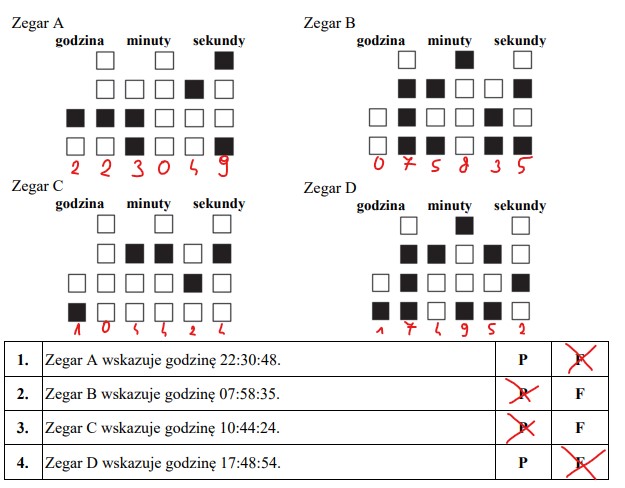 Zegar A
godzina minuty sekundy
2 2 3 0 4 9
Zegar B
godzina minuty sekundy
0 7 5 8 3 5
Zegar C
godzina minuty sekundy
1 0 4 4 2 4
Zegar D
godzina minuty sekundy
1 7 4 9 5 2
1. Zegar A wskazuje godzinę 22:30:48. P F
2. Zegar B wskazuje godzinę 07:58:35. P F
3. Zegar C wskazuje godzinę 10:44:24. P F
4. Zegar D wskazuje godzinę 17:48:54. P F